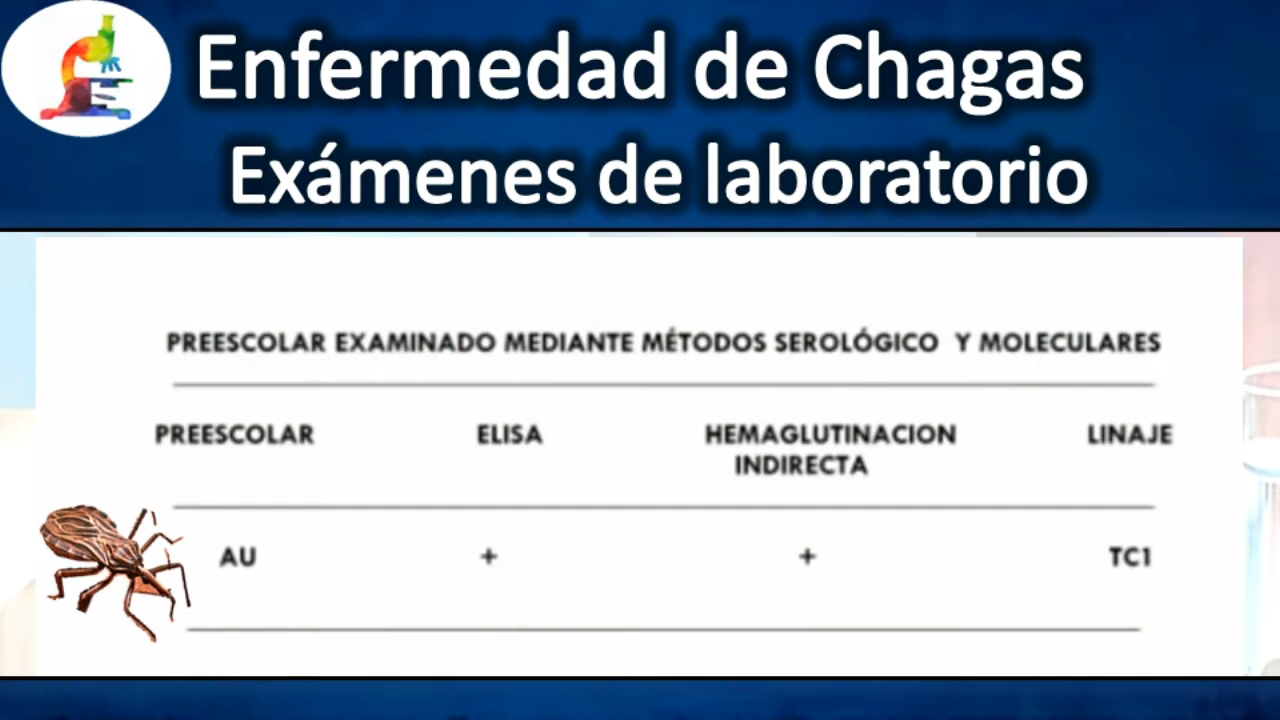 Enfermedad de Chagas
Exámenes de laboratorio
PREESCOLAR EXAMINADO MEDIANTE MÉTODOS SEROLÓGICO Y MOLECULARES
PREESCOLAR ELISA HEMAGLUTINACION LINAJE
INDIRECTA
AU + + TC1